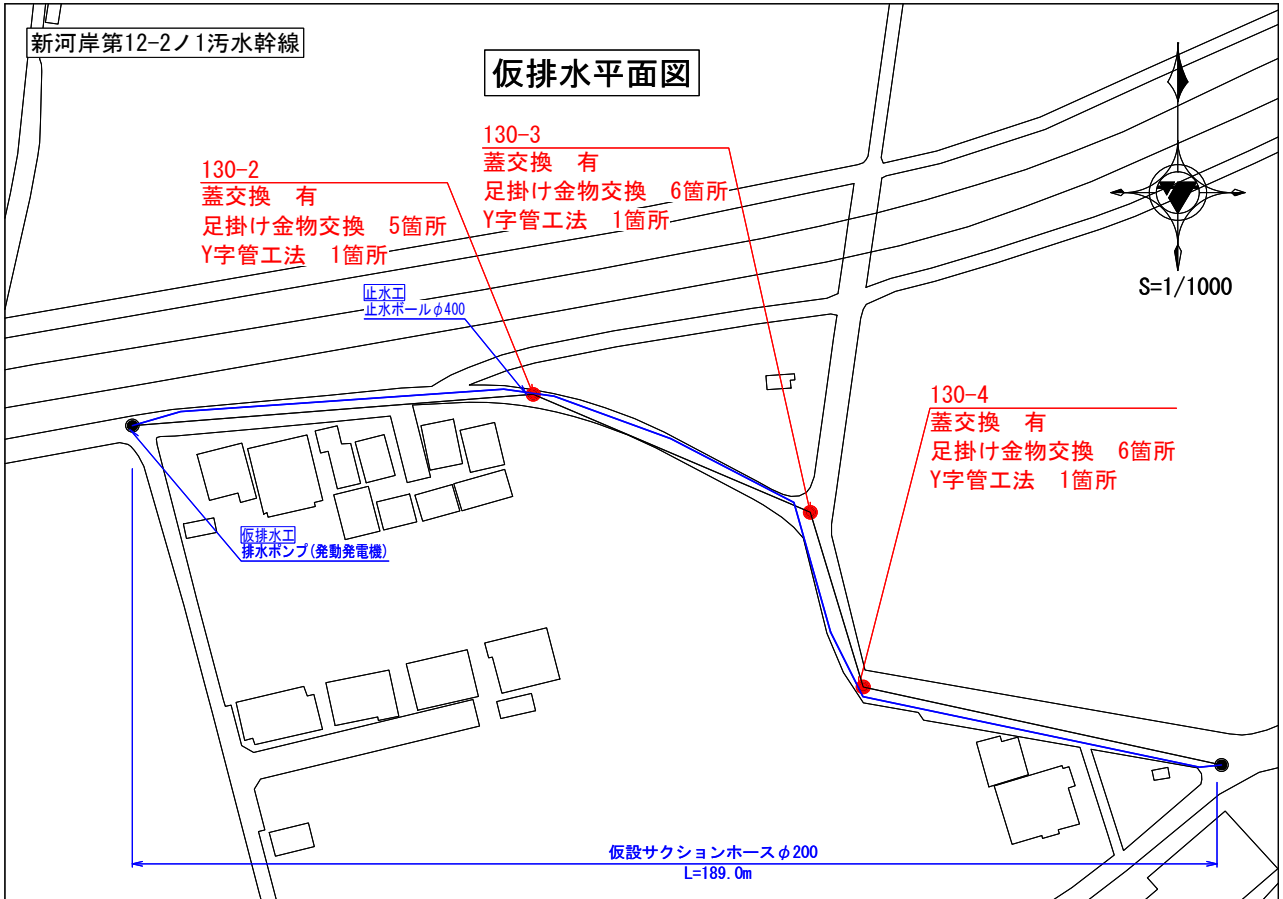 新河岸第12-2ノ1汚水幹線
仮排水平面図
130-2
蓋交換　有
足掛け金物交換　5箇所
Y字管工法　1箇所
130-3
蓋交換　有
足掛け金物交換　6箇所
Y字管工法　1箇所
S=1/1000
止水工
止水ボールφ400
130-4
蓋交換　有
足掛け金物交換　6箇所
Y字管工法　1箇所
仮排水工
排水ポンプ(発動発電機)
仮設サクションホースφ200
L=189.0m